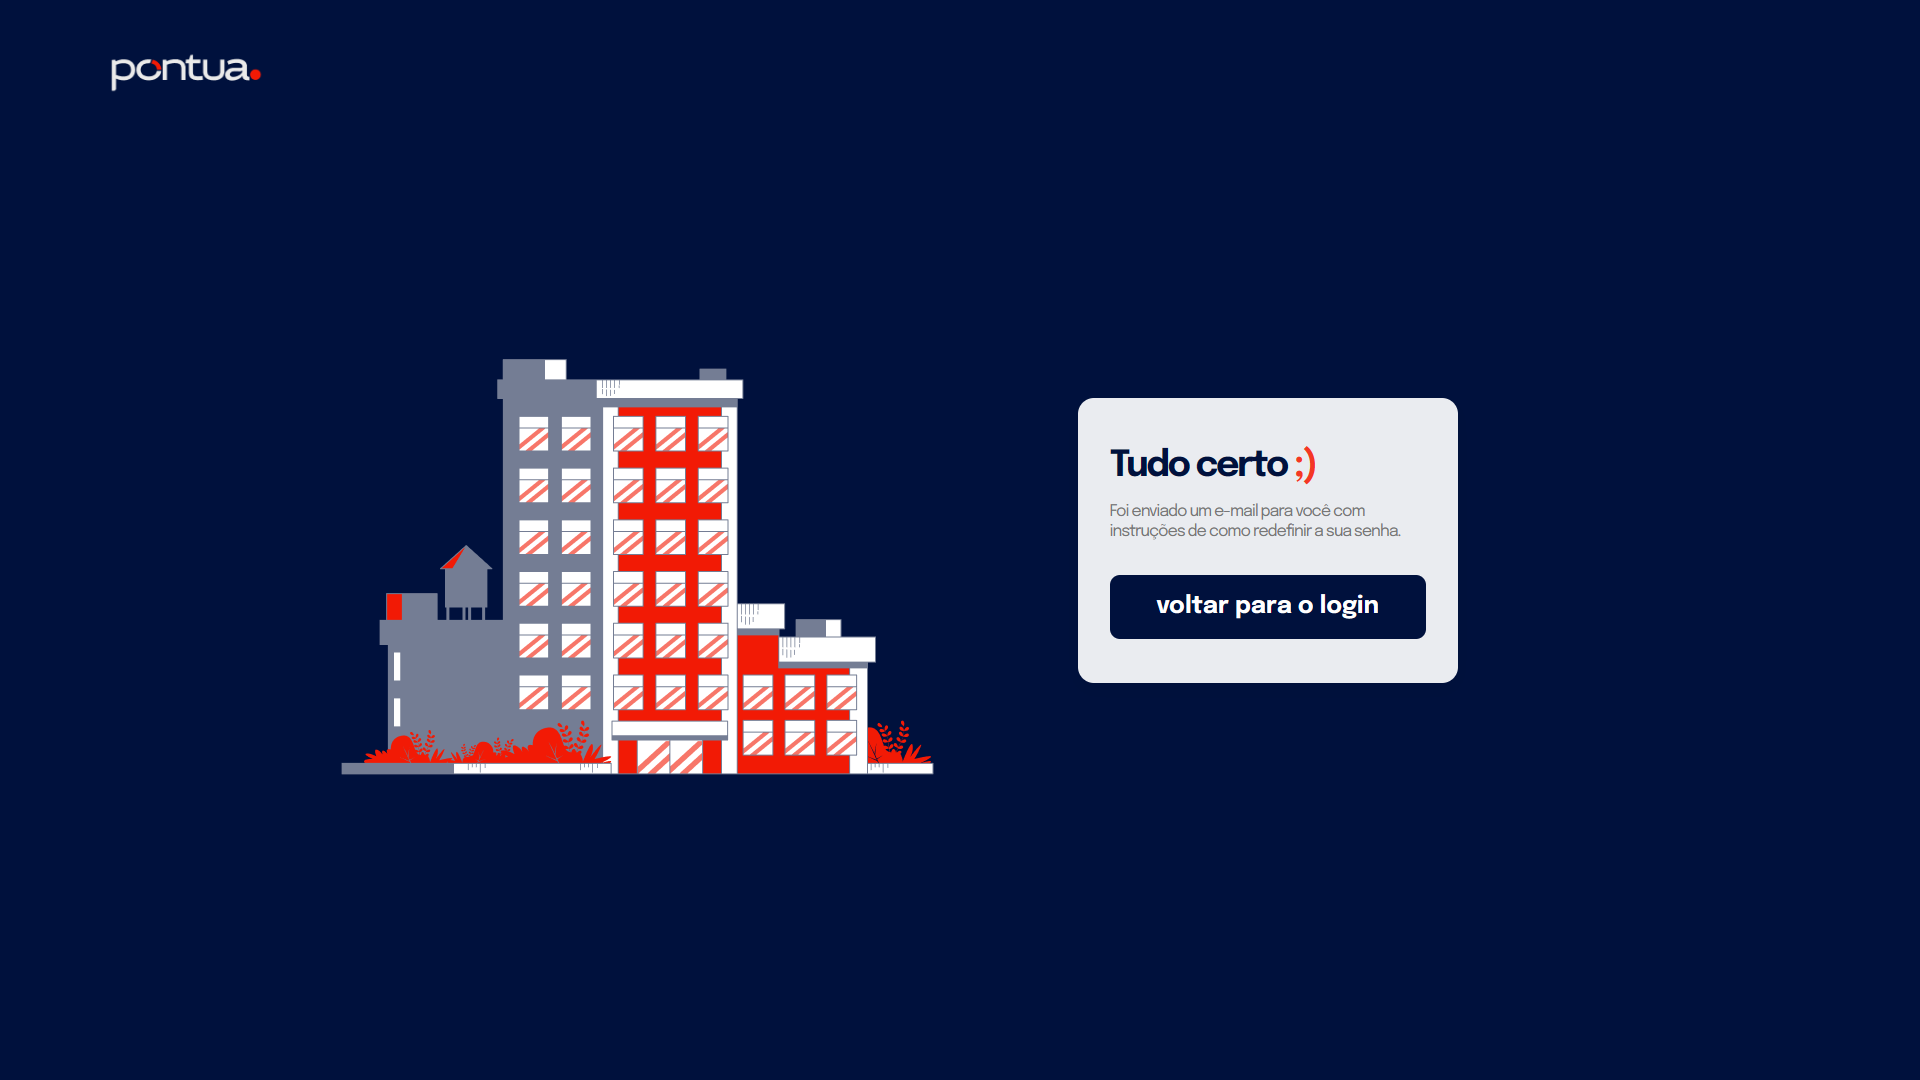 pontua.
Tudo certo ;)
Foi enviado um e-mail para você com
instruções de como redefinir a sua senha.
voltar para o login